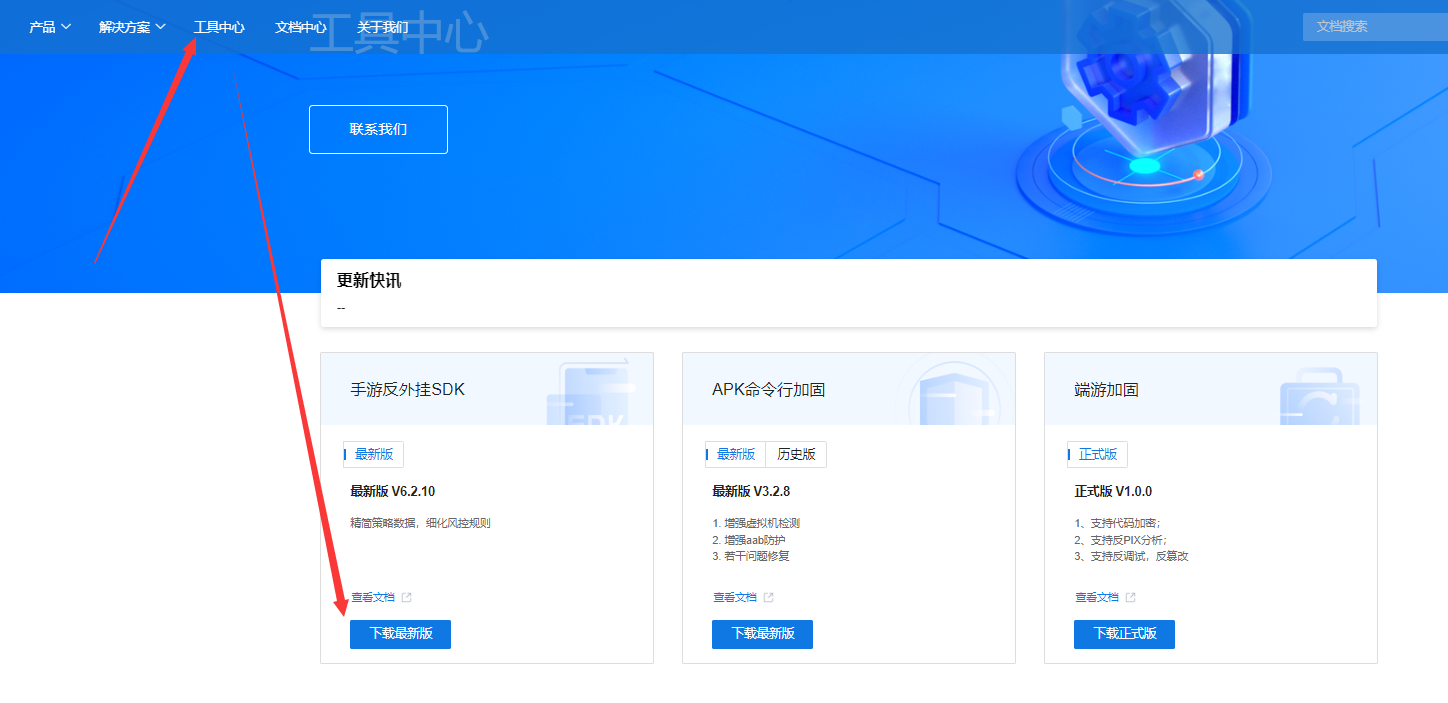 产品
解决方案
工具中心
文档中心
关于我们
文档搜索
工具中心
联系我们
更新快讯
--
手游反外挂SDK
SDK
最新版
最新版 V6.2.10
精简策略数据，细化风控规则
查看文档
下载最新版
APK命令行加固
最新版
历史版
最新版 V3.2.8
1. 增强虚拟机检测
2. 增强aab防护
3. 若干问题修复
查看文档
下载最新版
端游加固
正式版
正式版 V1.0.0
1、支持代码加密；
2、支持反PIX分析；
3、支持反调试，反篡改
查看文档
下载正式版